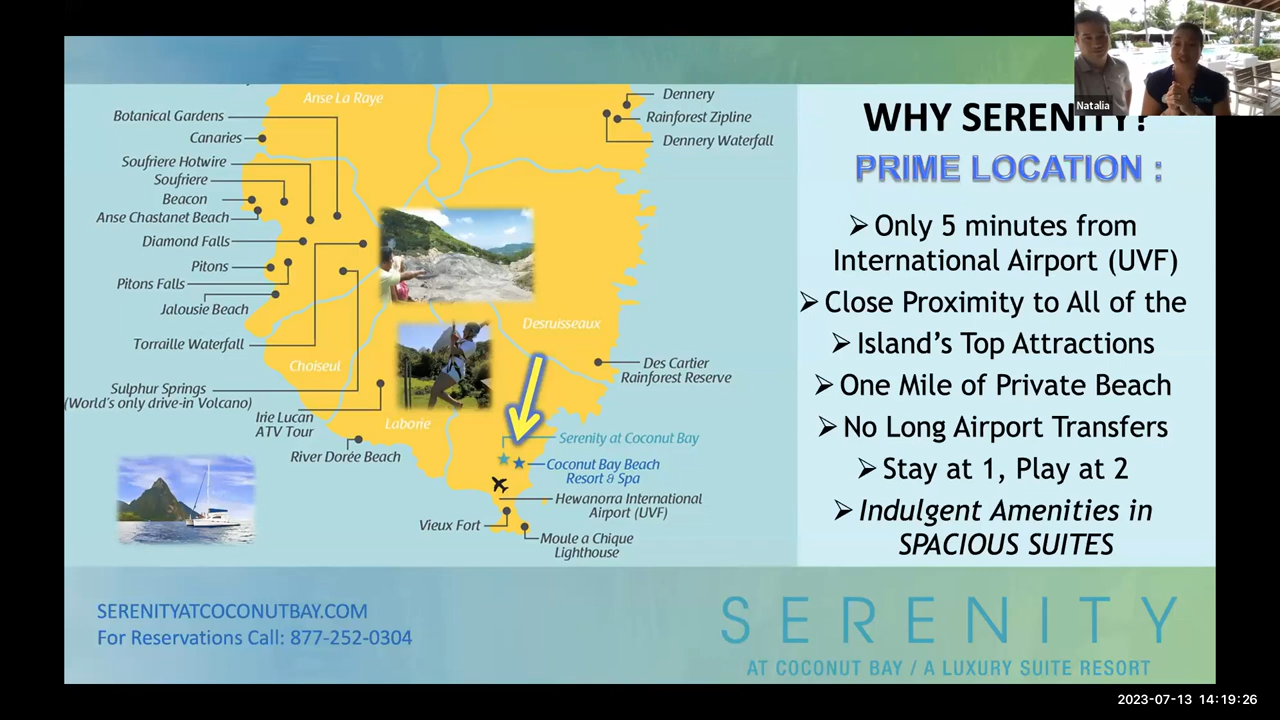 Natalia
Anse La Raye
Botanical Gardens
Canaries
Soufriere Hotwire
Soufriere
Beacon
Anse Chastanet Beach
Diamond Falls
Pitons
Pitons Falls
Jalousie Beach
Torraille Waterfall
Choiseul
Sulphur Springs
(World's only drive-in Volcano)
Irie Lucan
ATV Tour
Laborie
River Dorée Beach
Dennery
Rainforest Zipline
Dennery Waterfall
Desruisseaux
Des Cartier
Rainforest Reserve
Serenity at Coconut Bay
Coconut Bay Beach
Resort & Spa
Hewanorra International
Airport (UVF)
Vieux Fort
Moule a Chique
Lighthouse
WHY SERENITY?
PRIME LOCATION :
➢ Only 5 minutes from
International Airport (UVF)
➢ Close Proximity to All of the
➢ Island’s Top Attractions
➢ One Mile of Private Beach
➢ No Long Airport Transfers
➢ Stay at 1, Play at 2
➢ Indulgent Amenities in
SPACIOUS SUITES
SERENITYATCOCONUTBAY.COM
For Reservations Call: 877-252-0304
SERENITY
AT COCONUT BAY / A LUXURY SUITE RESORT
2023-07-13 14:19:26